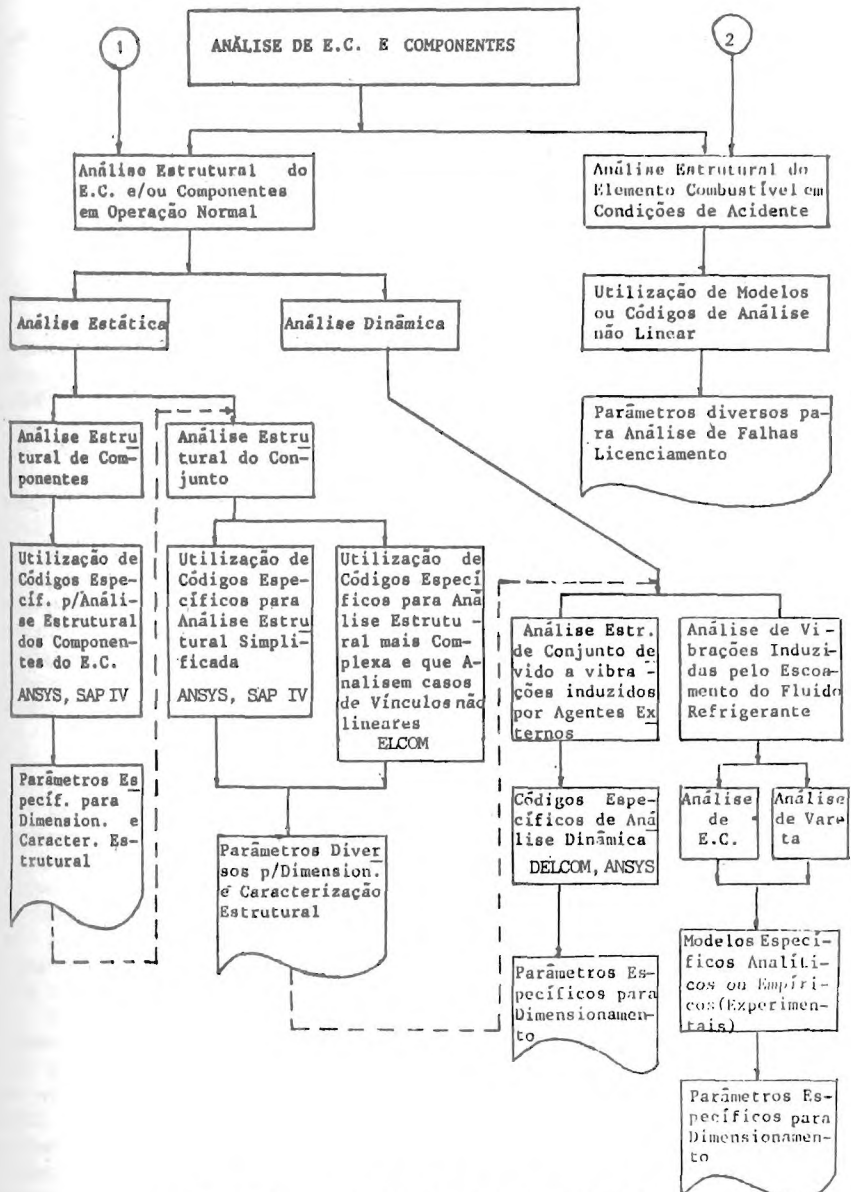 1
ANÁLISE DE E.C. E COMPONENTES
2
Análise Estrutural do
E.C. e/ou Componentes
em Operação Normal
Análise Estrutural do
Elemento Combustível em
Condições de Acidente
Análise Estática
Análise Dinâmica
Utilização de Modelos
ou Códigos de Análise
não Linear
Parâmetros diversos pa-
ra Análise de Falhas
Licenciamento
Análise Estru
tural de Com-
ponentes
Análise Estru
tural do Con-
junto
Utilização de
Códigos Espe-
cíf. p/Análi-
se Estrutural
dos Componen-
tes do E.C.
ANSYS, SAP IV
Utilização de
Códigos Espe-
cíficos para
Análise Estru
tural Simpli-
ficada
ANSYS, SAP IV
Utilização de
Códigos Especí
ficos para Aná
lise Estrutu -
ral mais Com-
plexa e que A-
nalisem casos
de Vínculos não
lineares
ELCOM
Análise Estr.
de Conjunto de
vido a vibra -
ções induzidos
por Agentes Ex
ternos
Análise de Vi-
brações Induzi-
das pelo Escoa-
mento do Fluido
Refrigerante
Parâmetros Es
pecíf. para
Dimension. e
Caracter. Es-
trutural
Parâmetros Diver
sos p/Dimension.
e Caracterização
Estrutural
Códigos Espe-
cíficos de Aná
lise Dinâmica
DELCOM, ANSYS
Análise
de
E.C.
Análise
de Vare
ta
Parâmetros Es-
pecíficos para
Dimensionamen-
to
Modelos Especí-
ficos Analíti-
cos ou Empíri-
cos(Experimen-
tais)
Parâmetros Es-
pecíficos para
Dimensionamen-
to